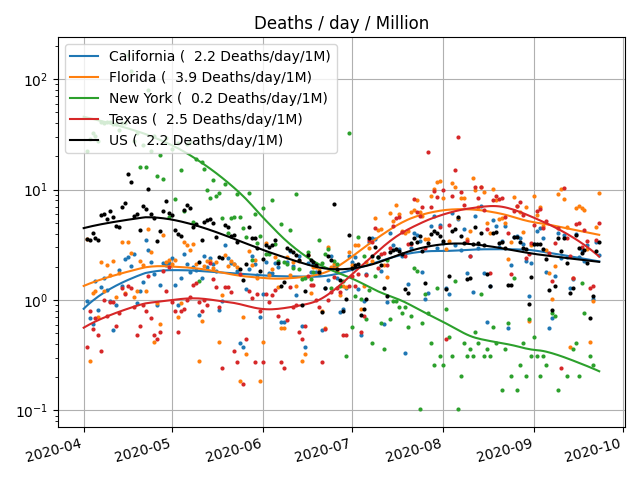 Deaths / day / Million
California (  2.2 Deaths/day/1M)
Florida (  3.9 Deaths/day/1M)
New York (  0.2 Deaths/day/1M)
Texas (  2.5 Deaths/day/1M)
US (  2.2 Deaths/day/1M)
10²
10¹
10⁰
10⁻¹
2020-04 2020-05 2020-06 2020-07 2020-08 2020-09 2020-10